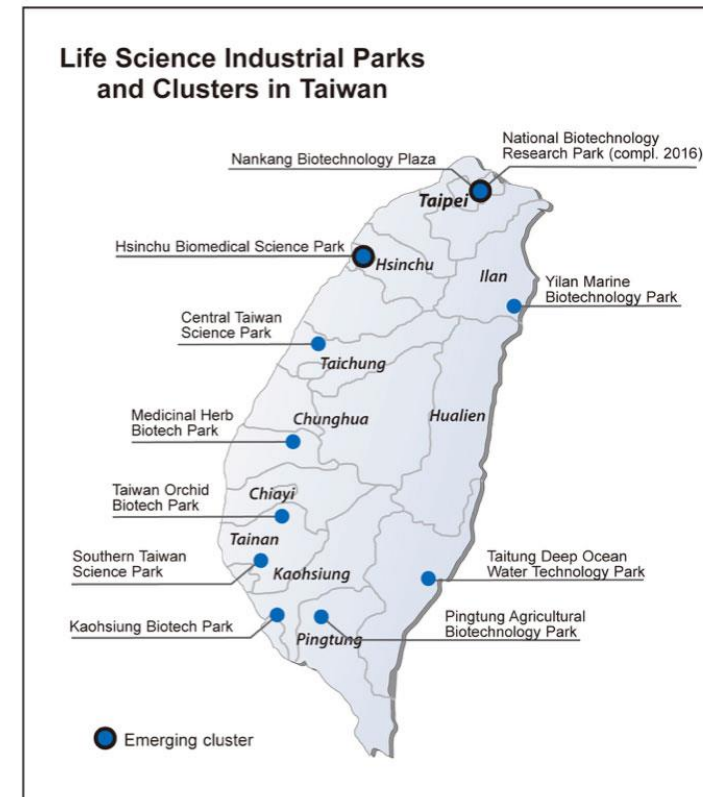 Life Science Industrial Parks
and Clusters in Taiwan
National Biotechnology
Research Park (compl. 2016)
Nankang Biotechnology Plaza
Taipei
Hsinchu Biomedical Science Park
Hsinchu
Ilan
Yilan Marine
Biotechnology Park
Central Taiwan
Science Park
Taichung
Medicinal Herb
Biotech Park
Chunghua
Hualien
Taiwan Orchid
Biotech Park
Chiayi
Tainan
Southern Taiwan
Science Park
Kaohsiung
Taitung Deep Ocean
Water Technology Park
Kaohsiung Biotech Park
Pingtung
Pingtung Agricultural
Biotechnology Park
Emerging cluster